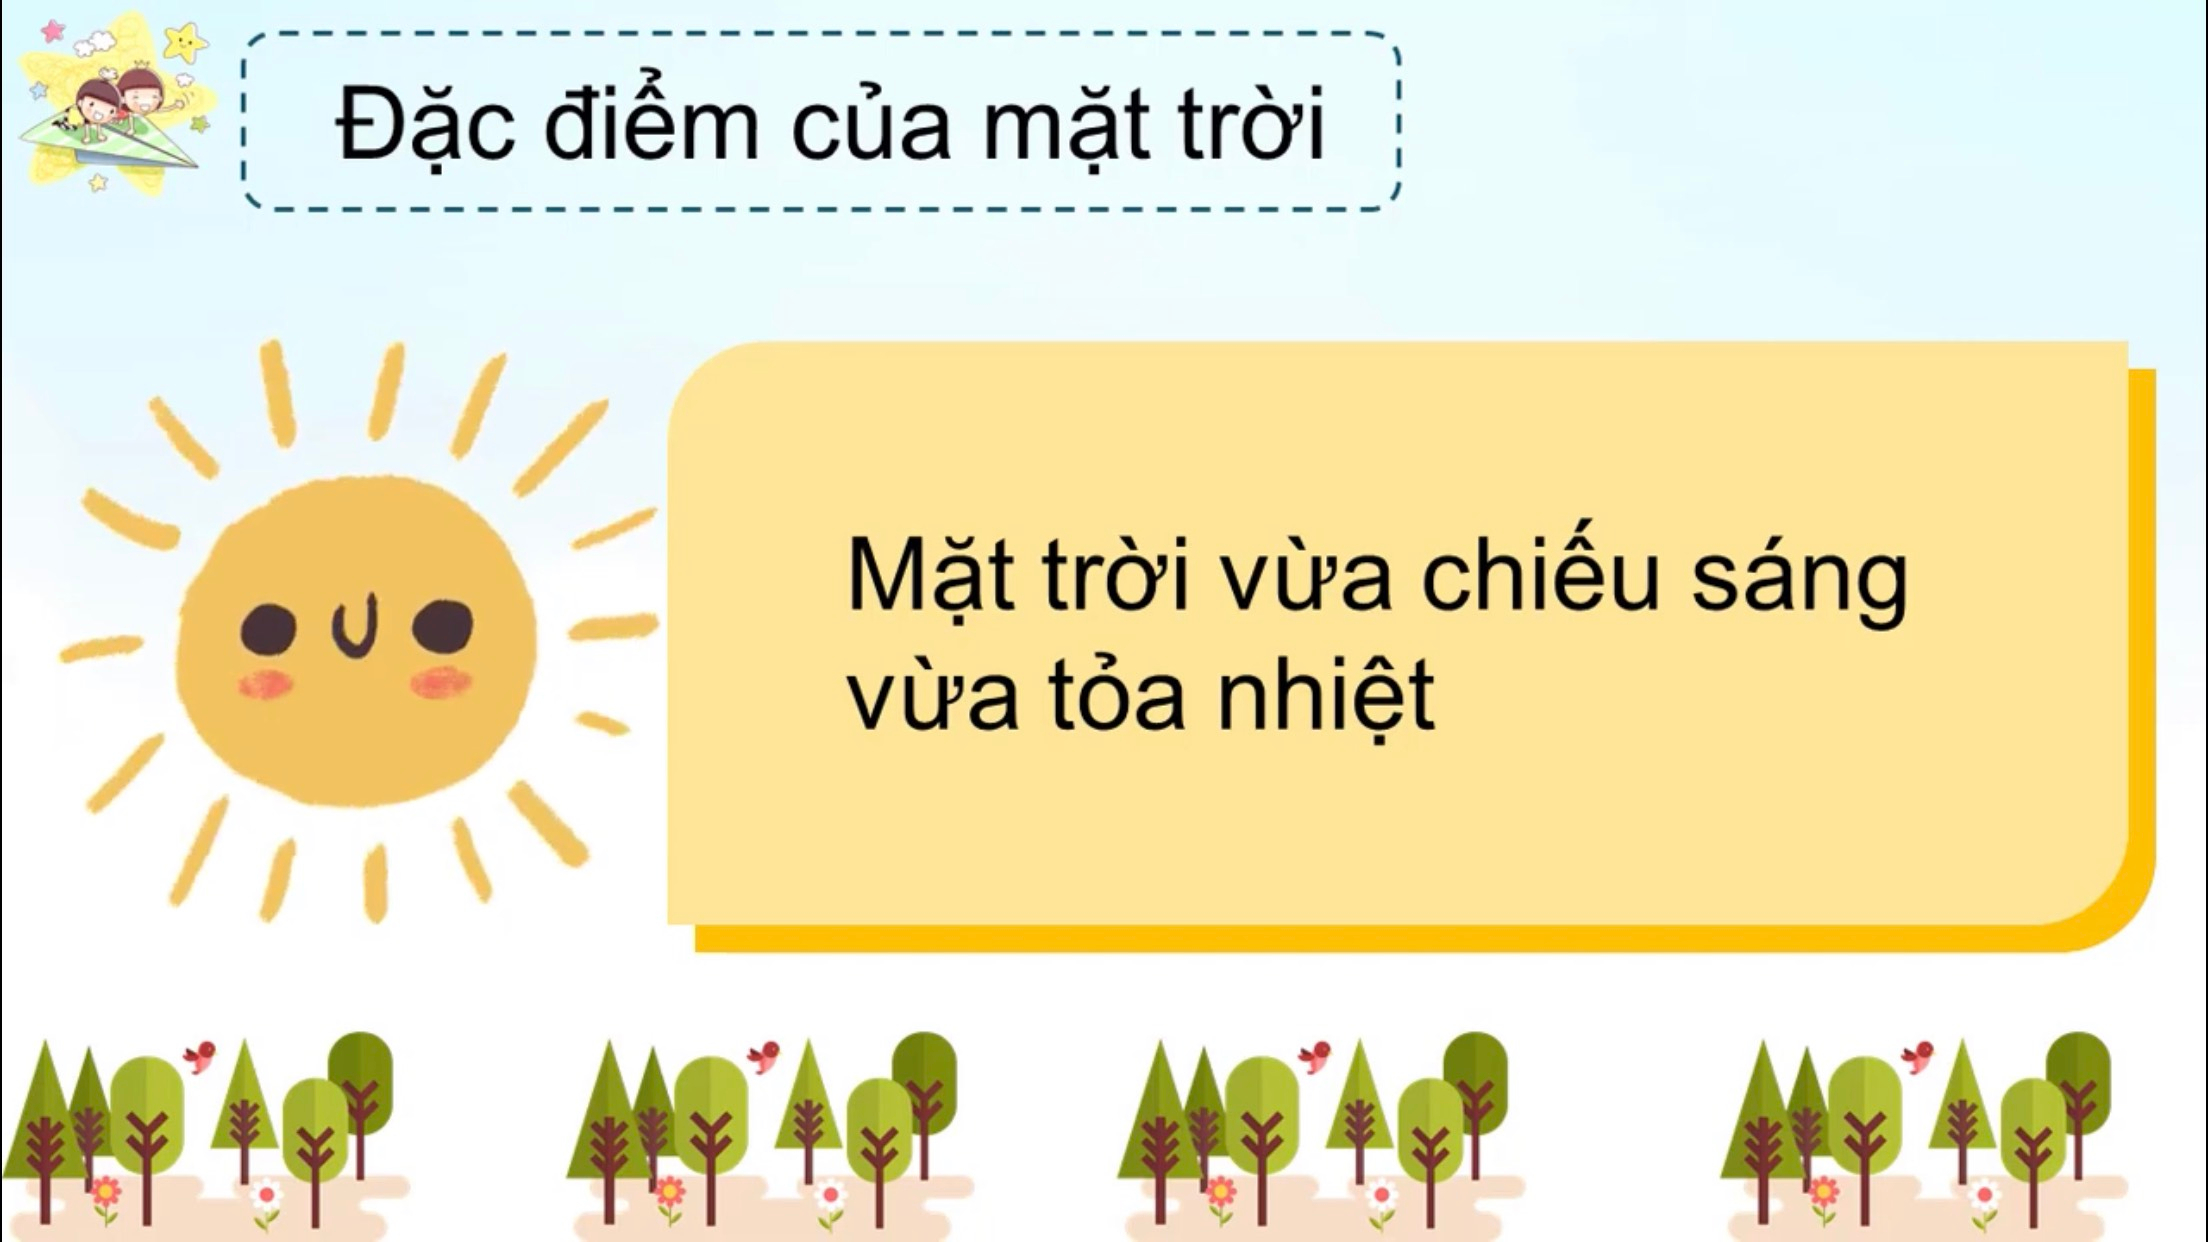 Đặc điểm của mặt trời
Mặt trời vừa chiếu sáng
vừa tỏa nhiệt